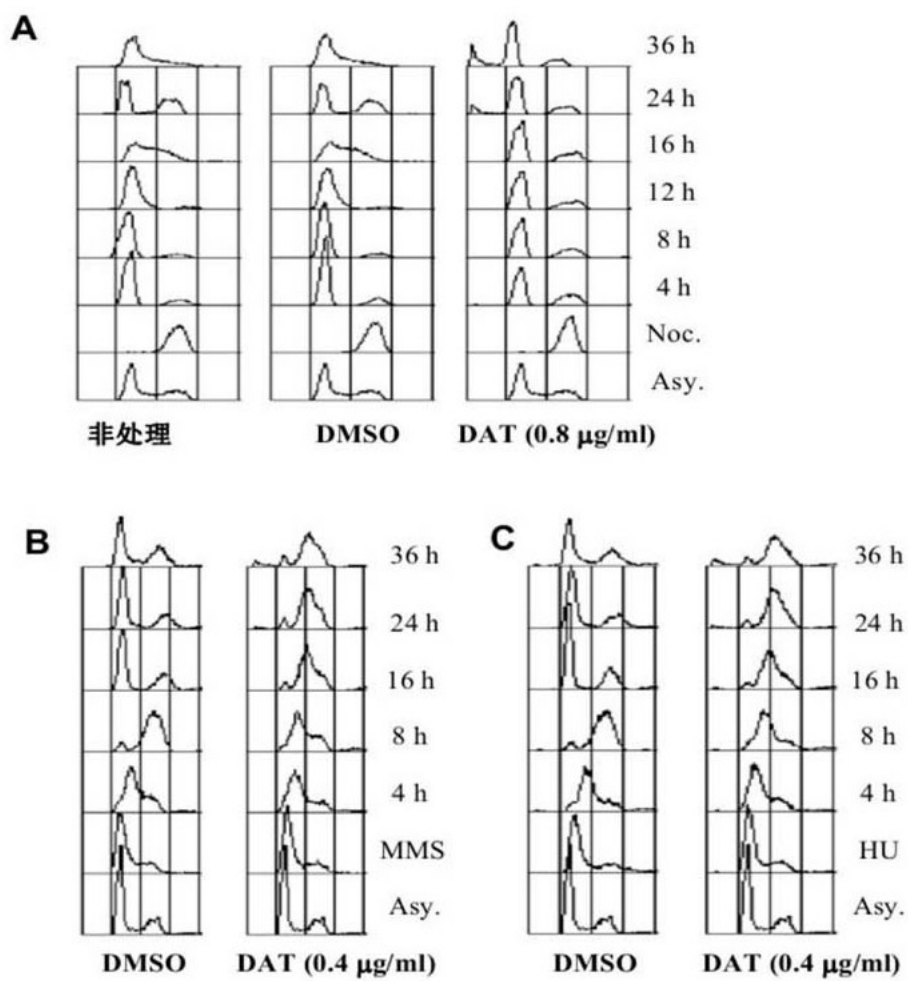 A
36 h
24 h
16 h
12 h
8 h
4 h
Noc.
Asy.
非处理
DMSO
DAT (0.8 μg/ml)
B
36 h
24 h
16 h
8 h
4 h
MMS
Asy.
DMSO
DAT (0.4 μg/ml)
C
36 h
24 h
16 h
8 h
4 h
HU
Asy.
DMSO
DAT (0.4 μg/ml)